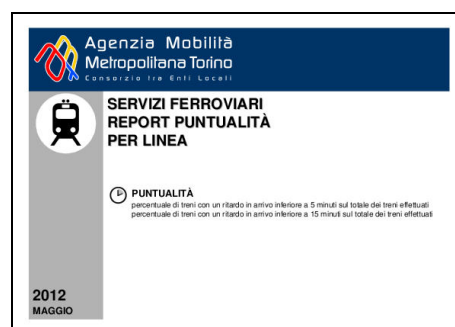 Agenzia Mobilità
Metropolitana Torino
Consorzio tra Enti Locali
SERVIZI FERROVIARI
REPORT PUNTUALITÀ
PER LINEA
PUNTUALITÀ
percentuale di treni con un ritardo in arrivo inferiore a 5 minuti sul totale dei treni effettuati
percentuale di treni con un ritardo in arrivo inferiore a 15 minuti sul totale dei treni effettuati
2012
MAGGIO